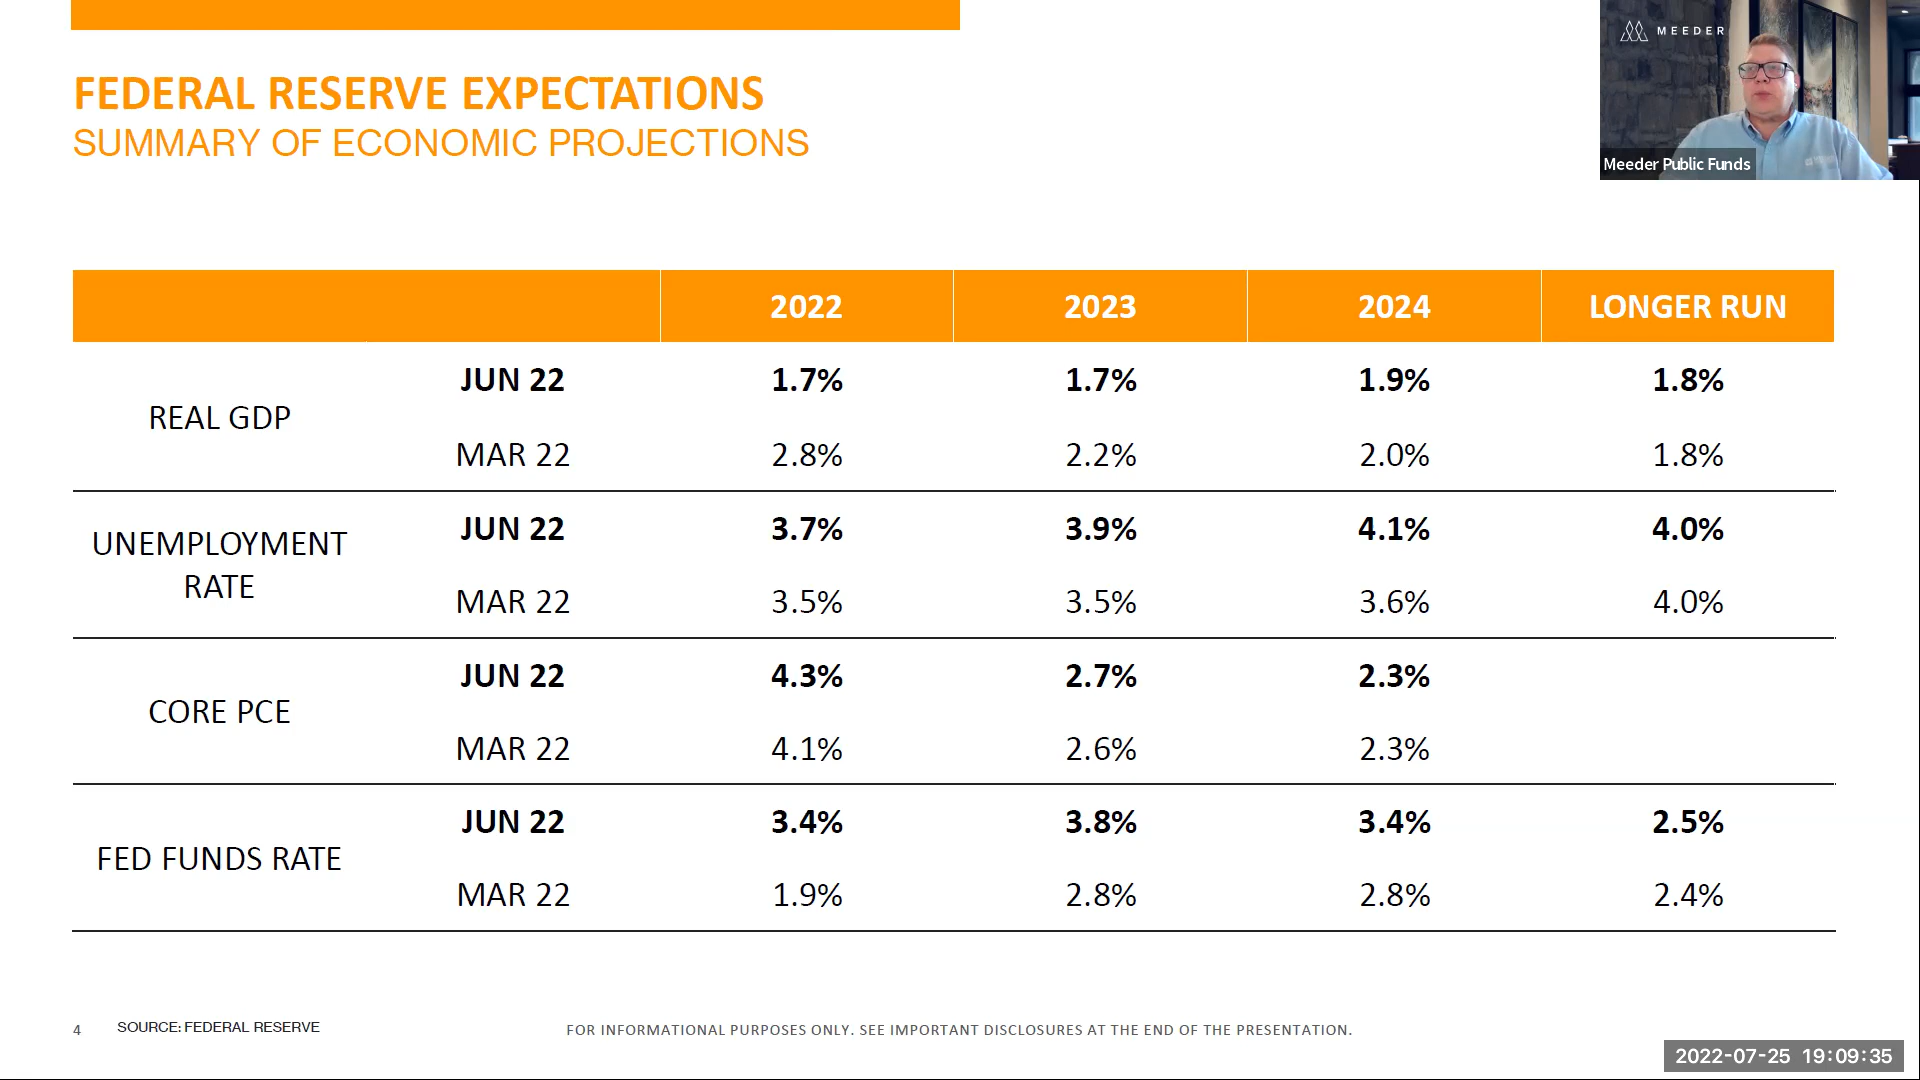 FEDERAL RESERVE EXPECTATIONS
SUMMARY OF ECONOMIC PROJECTIONS
MEEDER
Meeder Public Funds
2022 2023 2024 LONGER RUN
REAL GDP
JUN 22 1.7% 1.7% 1.9% 1.8%
MAR 22 2.8% 2.2% 2.0% 1.8%
UNEMPLOYMENT
RATE
JUN 22 3.7% 3.9% 4.1% 4.0%
MAR 22 3.5% 3.5% 3.6% 4.0%
CORE PCE
JUN 22 4.3% 2.7% 2.3%
MAR 22 4.1% 2.6% 2.3%
FED FUNDS RATE
JUN 22 3.4% 3.8% 3.4% 2.5%
MAR 22 1.9% 2.8% 2.8% 2.4%
4 SOURCE: FEDERAL RESERVE
FOR INFORMATIONAL PURPOSES ONLY. SEE IMPORTANT DISCLOSURES AT THE END OF THE PRESENTATION.
2022-07-25 19:09:35